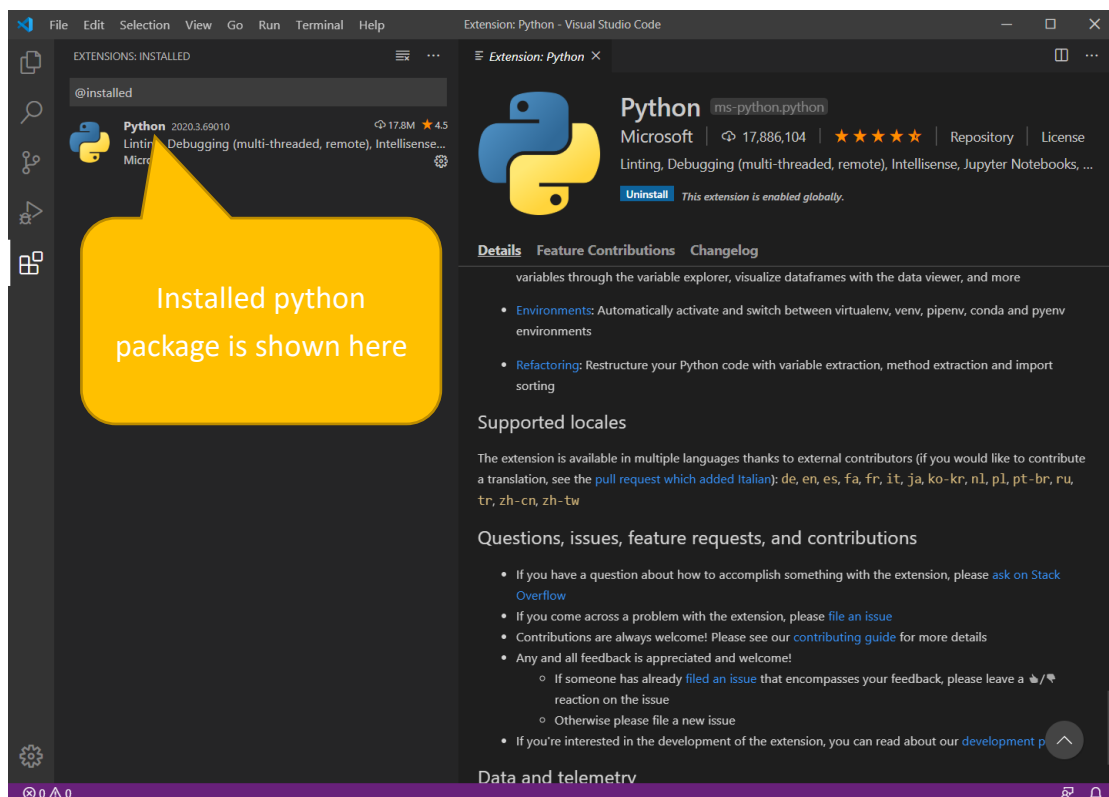 File Edit Selection View Go Run Terminal Help
Extension: Python - Visual Studio Code
EXTENSIONS: INSTALLED
@installed
Python 2020.3.69010 17.8M ★ 4.5
Debugging (multi-threaded, remote), Intellisense...
Installed python
package is shown here
Extension: Python
Python ms-python.python
Microsoft 17,886,104 Repository License
Linting, Debugging (multi-threaded, remote), Intellisense, Jupyter Notebooks, ...
Uninstall This extension is enabled globally.
Details Feature Contributions Changelog
variables through the variable explorer, visualize dataframes with the data viewer, and more
• Environments: Automatically activate and switch between virtualenv, venv, pipenv, conda and pyenv
environments
• Refactoring: Restructure your Python code with variable extraction, method extraction and import
sorting
Supported locales
The extension is available in multiple languages thanks to external contributors (if you would like to contribute
a translation, see the pull request which added Italian): de, en, es, fa, fr, it, ja, ko-kr, nl, pl, pt-br, ru,
tr, zh-cn, zh-tw
Questions, issues, feature requests, and contributions
• If you have a question about how to accomplish something with the extension, please ask on Stack
Overflow
• If you come across a problem with the extension, please file an issue
• Contributions are always welcome! Please see our contributing guide for more details
• Any and all feedback is appreciated and welcome!
○ If someone has already filed an issue that encompasses your feedback, please leave a 👍/👎
reaction on the issue
○ Otherwise please file a new issue
• If you're interested in the development of the extension, you can read about our development
Data and telemetry
0 0